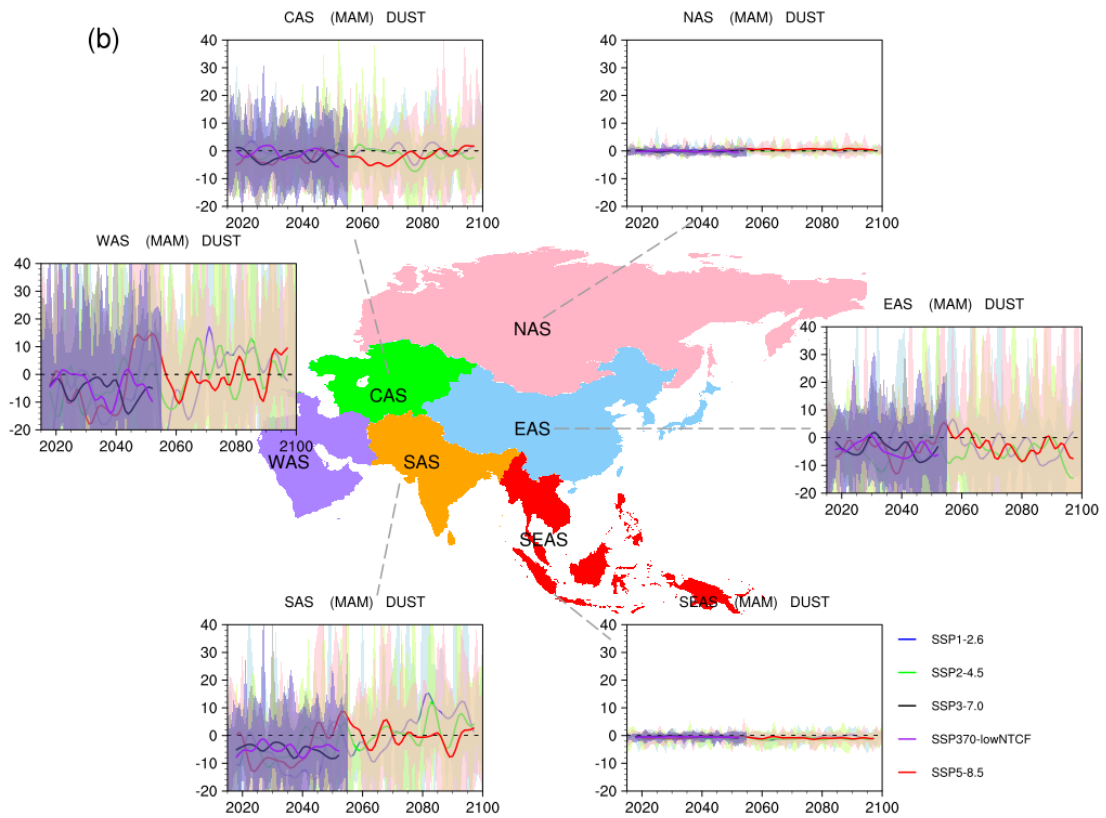 (b)
CAS (MAM) DUST
40
30
20
10
0
-10
-20
2020 2040 2060 2080 2100
NAS (MAM) DUST
40
30
20
10
0
-10
-20
2020 2040 2060 2080 2100
WAS (MAM) DUST
40
30
20
10
0
-10
-20
2020 2040 2060 2080 2100
EAS (MAM) DUST
40
30
20
10
0
-10
-20
2020 2040 2060 2080 2100
NAS
CAS
EAS
WAS
SAS
SEAS
SAS (MAM) DUST
40
30
20
10
0
-10
-20
2020 2040 2060 2080 2100
SEAS (MAM) DUST
40
30
20
10
0
-10
-20
2020 2040 2060 2080 2100
SSP1-2.6
SSP2-4.5
SSP3-7.0
SSP370-lowNTCF
SSP5-8.5